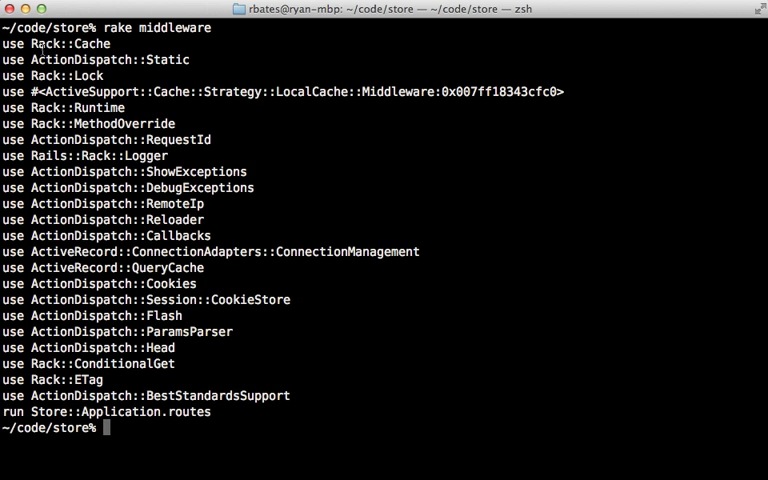 rbates@ryan-mbp: ~/code/store — ~/code/store — zsh
~/code/store% rake middleware
use Rack::Cache
use ActionDispatch::Static
use Rack::Lock
use #<ActiveSupport::Cache::Strategy::LocalCache::Middleware:0x007ff18343cfc0>
use Rack::Runtime
use Rack::MethodOverride
use ActionDispatch::RequestId
use Rails::Rack::Logger
use ActionDispatch::ShowExceptions
use ActionDispatch::DebugExceptions
use ActionDispatch::RemoteIp
use ActionDispatch::Reloader
use ActionDispatch::Callbacks
use ActiveRecord::ConnectionAdapters::ConnectionManagement
use ActiveRecord::QueryCache
use ActionDispatch::Cookies
use ActionDispatch::Session::CookieStore
use ActionDispatch::Flash
use ActionDispatch::ParamsParser
use ActionDispatch::Head
use Rack::ConditionalGet
use Rack::ETag
use ActionDispatch::BestStandardsSupport
run Store::Application.routes
~/code/store%